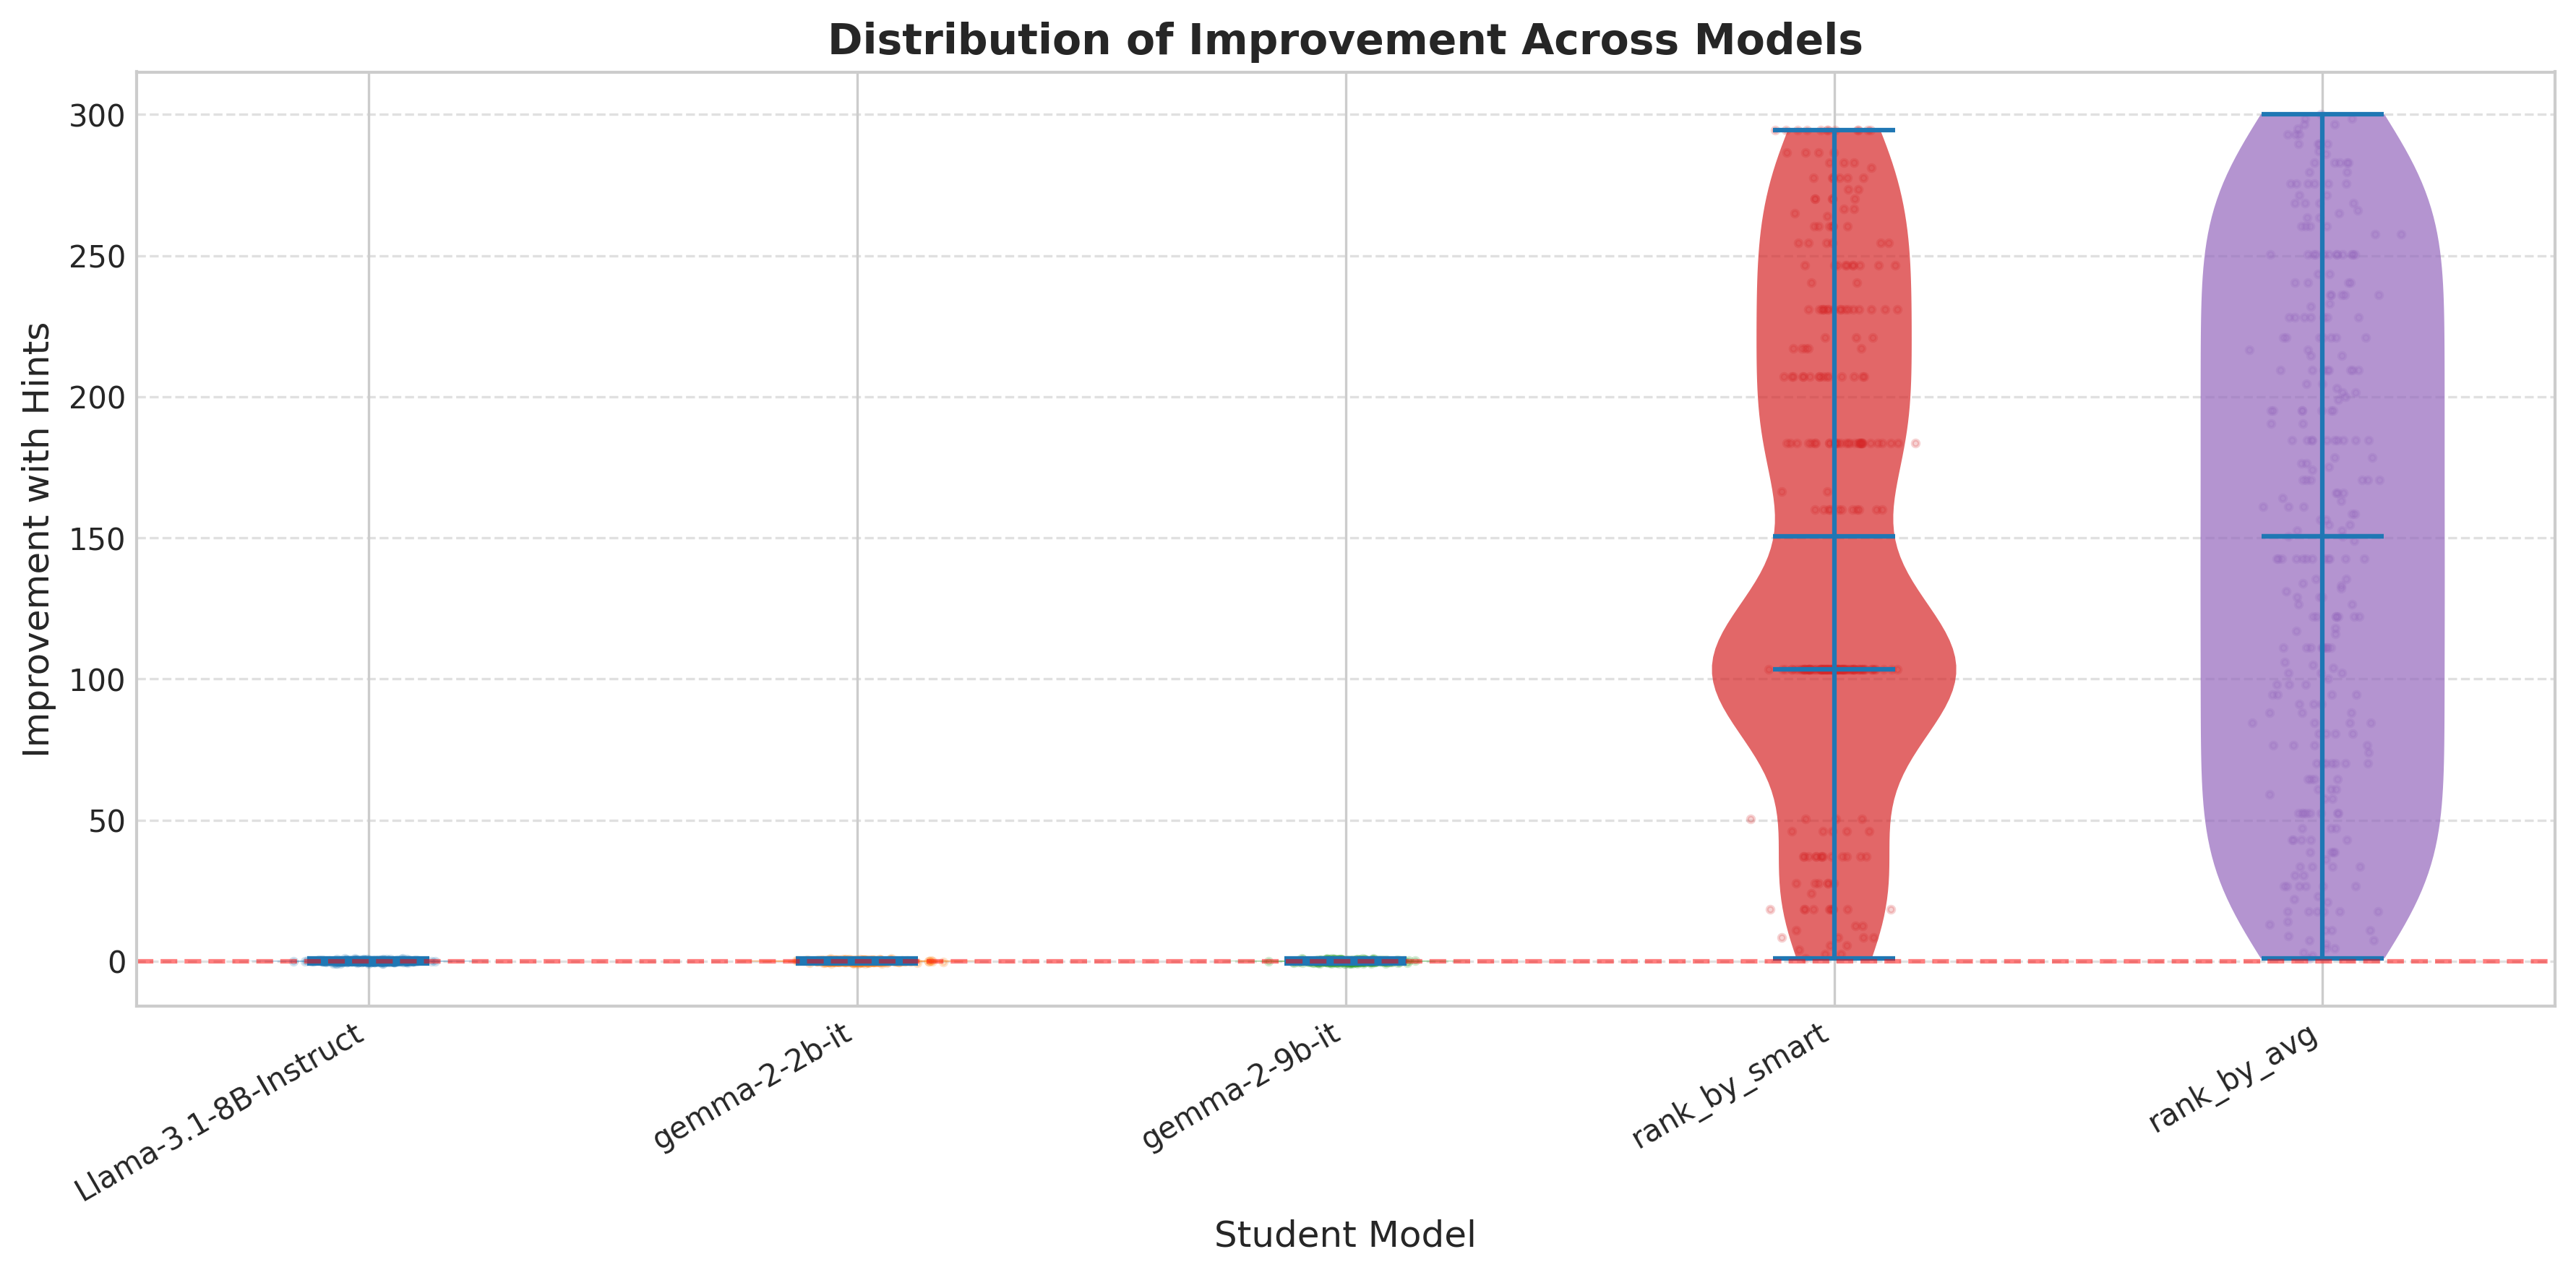 Distribution of Improvement Across Models
Improvement with Hints
300
250
200
150
100
50
0
Llama-3.1-8B-Instruct
gemma-2-2b-it
gemma-2-9b-it
rank_by_smart
rank_by_avg
Student Model